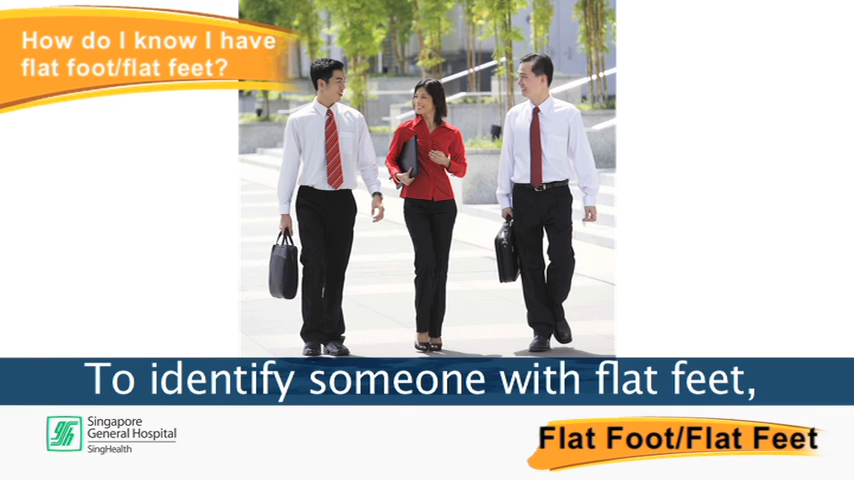 How do I know I have
flat foot/flat feet?
To identify someone with flat feet,
Singapore
General Hospital
SingHealth
Flat Foot/Flat Feet